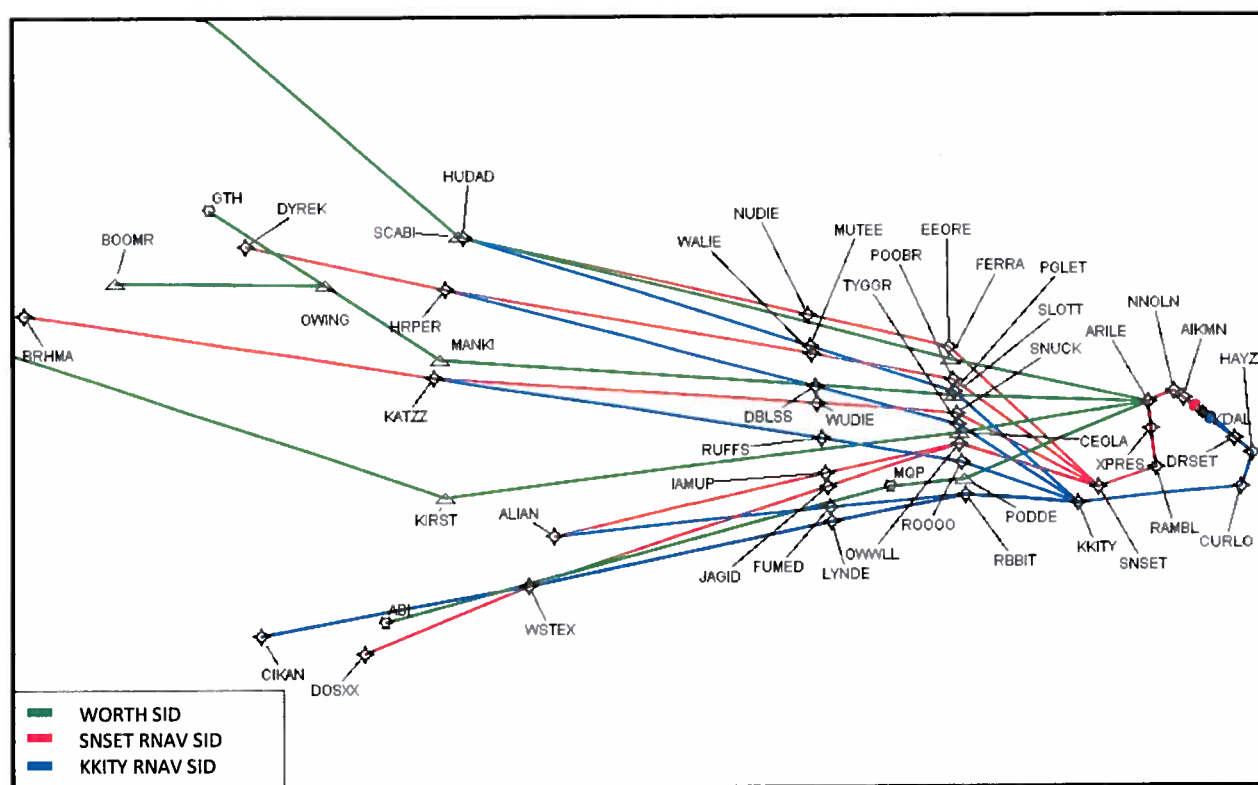 HUDAD
GTH
DYREK
NUDIE
MUTEE
EEORE
SCABI
BOOMR
WALIE
POOBR
FERRA
TYGGR
PGLET
NNOLN
SLOTT
AIKMN
ARILE
OWING
HRPER
SNUCK
HAYZ
MANKI
BRHMA
KATZZ
DBLSS
WUDIE
KDAL
RUFFS
CEOLA
XPRES
DRSET
IAMUP
MQP
KIRST
ALIAN
ROOOO
PODDE
RAMBL
CURLO
OWWLL
KKITY
SNSET
JAGID
FUMED
LYNDE
RBBIT
ABI
WSTEX
CIKAN
DOSXX
WORTH SID
SNSET RNAV SID
KKITY RNAV SID